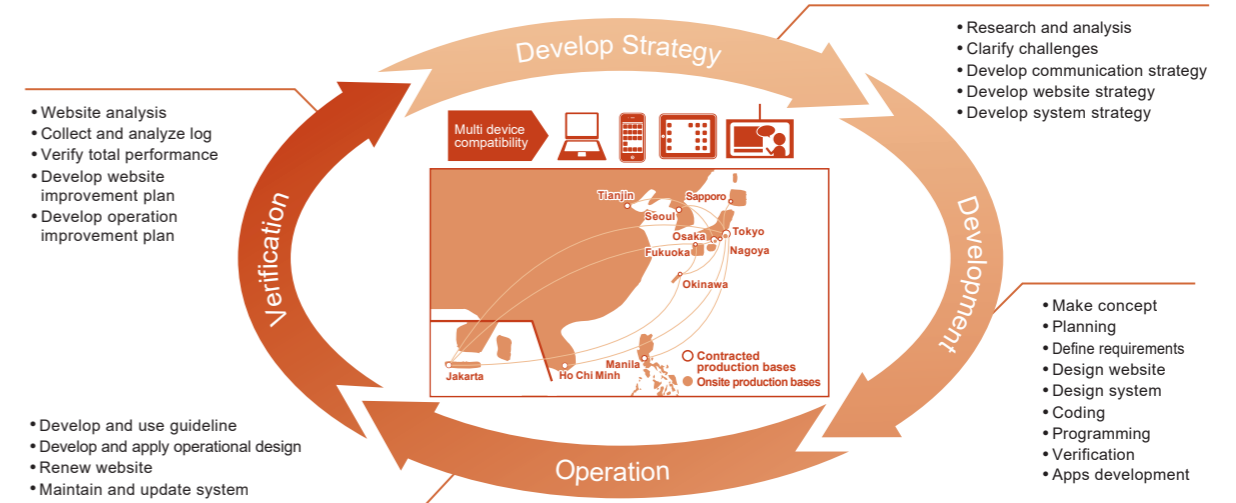 Develop Strategy
• Research and analysis
• Clarify challenges
• Develop communication strategy
• Develop website strategy
• Develop system strategy
Development
• Make concept
• Planning
• Define requirements
• Design website
• Design system
• Coding
• Programming
• Verification
• Apps development
Operation
• Develop and use guideline
• Develop and apply operational design
• Renew website
• Maintain and update system
Verification
• Website analysis
• Collect and analyze log
• Verify total performance
• Develop website
improvement plan
• Develop operation
improvement plan
Multi device
compatibility
Tianjin
Sapporo
Seoul
Tokyo
Osaka
Nagoya
Fukuoka
Okinawa
Manila
Ho Chi Minh
Jakarta
Contracted
production bases
Onsite production bases